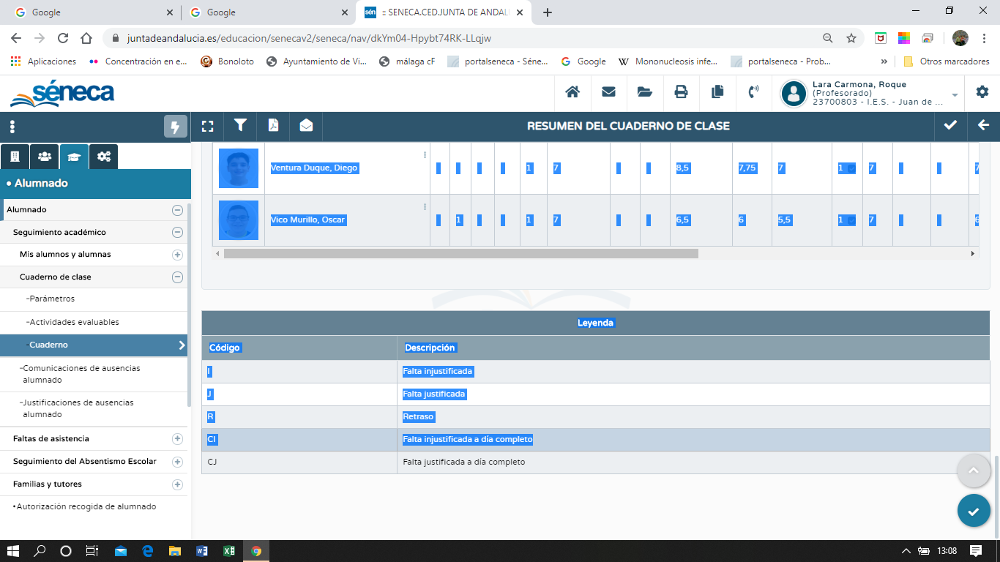 Google
Google
sén :: SENECA.CED.JUNTA DE ANDALU
juntadeandalucia.es/educacion/senecav2/seneca/nav/dkYm04-Hpybt74RK-LLqjw
Aplicaciones
Concentración en e...
Bonoloto
Ayuntamiento de Vi...
málaga cF
portalseneca - Séne...
Google
W Mononucleosis infe...
portalseneca - Prob...
»
Otros marcadores
séneca
Lara Carmona, Roque
(Profesorado)
23700803 - I.E.S. - Juan de ...
RESUMEN DEL CUADERNO DE CLASE
• Alumnado
Alumnado
Seguimiento académico
Mis alumnos y alumnas
Cuaderno de clase
-Parámetros
-Actividades evaluables
-Cuaderno
-Comunicaciones de ausencias
alumnado
-Justificaciones de ausencias
alumnado
Faltas de asistencia
Seguimiento del Absentismo Escolar
Familias y tutores
•Autorización recogida de alumnado
Ventura Duque, Diego 1 7 8,5 7,75 7 1 7 7
Vico Murillo, Oscar 1 1 7 6,5 6 5,5 1 7 6
Leyenda
Código Descripción
I Falta injustificada
J Falta justificada
R Retraso
CI Falta injustificada a día completo
CJ Falta justificada a día completo
13:08